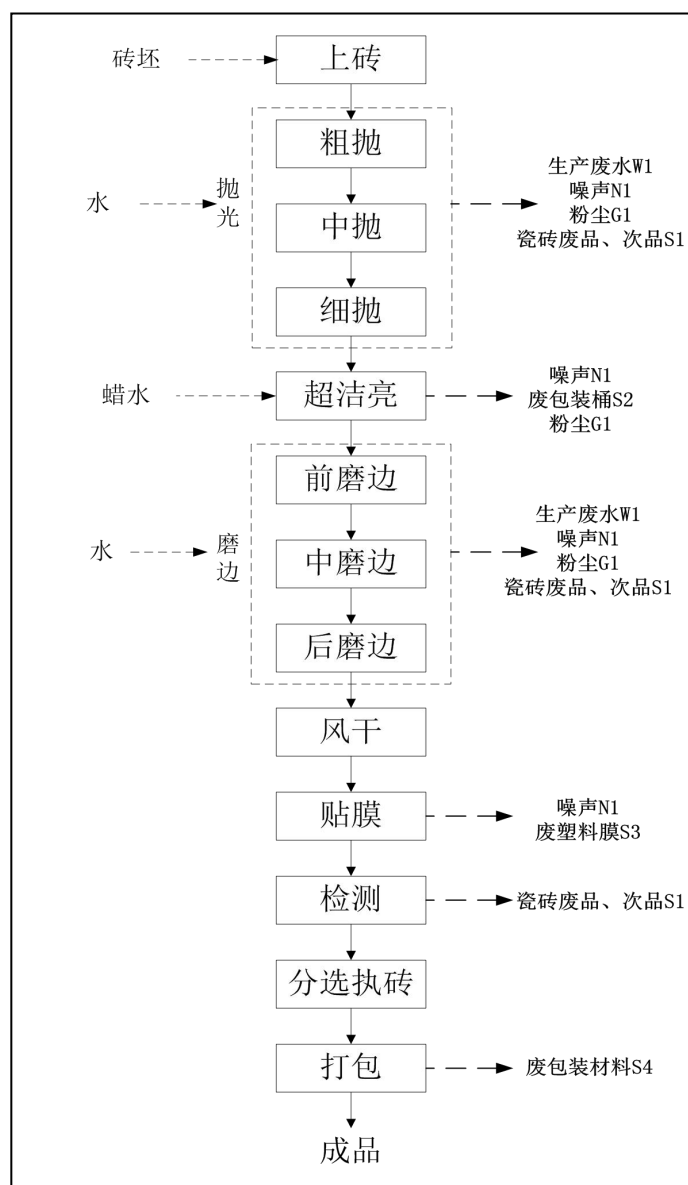 砖坯
上砖
粗抛
水
抛光
中抛
细抛
生产废水W1
噪声N1
粉尘G1
瓷砖废品、次品S1
蜡水
超洁亮
噪声N1
废包装桶S2
粉尘G1
前磨边
水
磨边
中磨边
后磨边
生产废水W1
噪声N1
粉尘G1
瓷砖废品、次品S1
风干
贴膜
噪声N1
废塑料膜S3
检测
瓷砖废品、次品S1
分选执砖
打包
废包装材料S4
成品